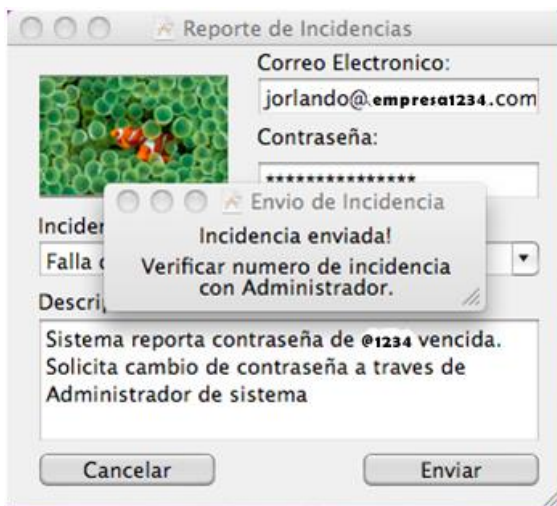 Reporte de Incidencias
Correo Electronico:
jorlando@empresa1234.com
Contraseña:
***************
Envio de Incidencia
Incidencia enviada!
Verificar numero de incidencia
con Administrador.
Falla
Sistema reporta contraseña de @1234 vencida.
Solicita cambio de contraseña a traves de
Administrador de sistema
Cancelar
Enviar